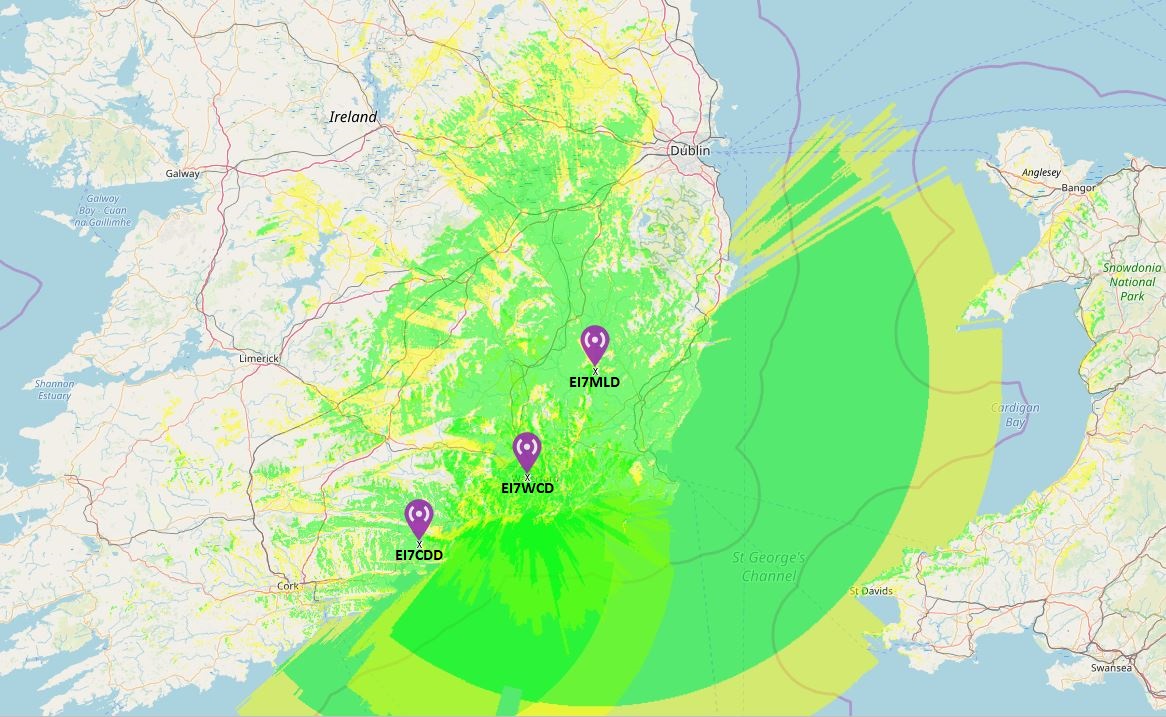 Ireland
Dublin
Galway
Galway
Bay - Cuan
na Gaillimhe
Anglesey
Bangor
Snowdonia
National
Park
Limerick
Shannon
Estuary
X
EI7MLD
Cardigan
Bay
X
EI7WCD
X
EI7CDD
St George's
Channel
Cork
St Davids
Swansea